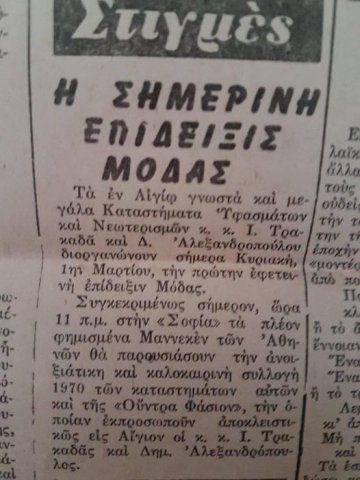 Στιγμὲς
Η ΣΗΜΕΡΙΝΗ
ΕΠΙΔΕΙΞΙΣ
ΜΟΔΑΣ
Τὰ ἐν Αἰγίῳ γνωστὰ καὶ με-
γάλα Καταστήματα Ὑφασμάτων
καὶ Νεωτερισμῶν κ. κ. Ι. Τρα-
καδᾶ καὶ Δ. Ἀλεξανδροπούλου
διοργανώνουν σήμερα Κυριακή,
1ην Μαρτίου, τὴν πρώτην ἐφετει-
νὴ ἐπίδειξιν Μόδας.
Συγκεκριμένως σήμερον, ὥρα
11 π.μ. στὴν «Σοφία» τὰ πλέον
φημισμένα Μαννεκὲν τῶν Ἀθη-
νῶν θὰ παρουσιάσουν τὴν ἀνοι-
ξιάτικη καὶ καλοκαιρινὴ συλλογὴ
1970 τῶν καταστημάτων αὐτῶν
καὶ τῆς «Οὔντρα Φάσιον», τὴν ὁ-
ποίαν ἐκπροσωποῦν ἀποκλειστι-
κῶς εἰς Αἴγιον οἱ κ. κ. Ι. Τρα-
καδᾶς καὶ Δημ. Ἀλεξανδρόπου-
λος.